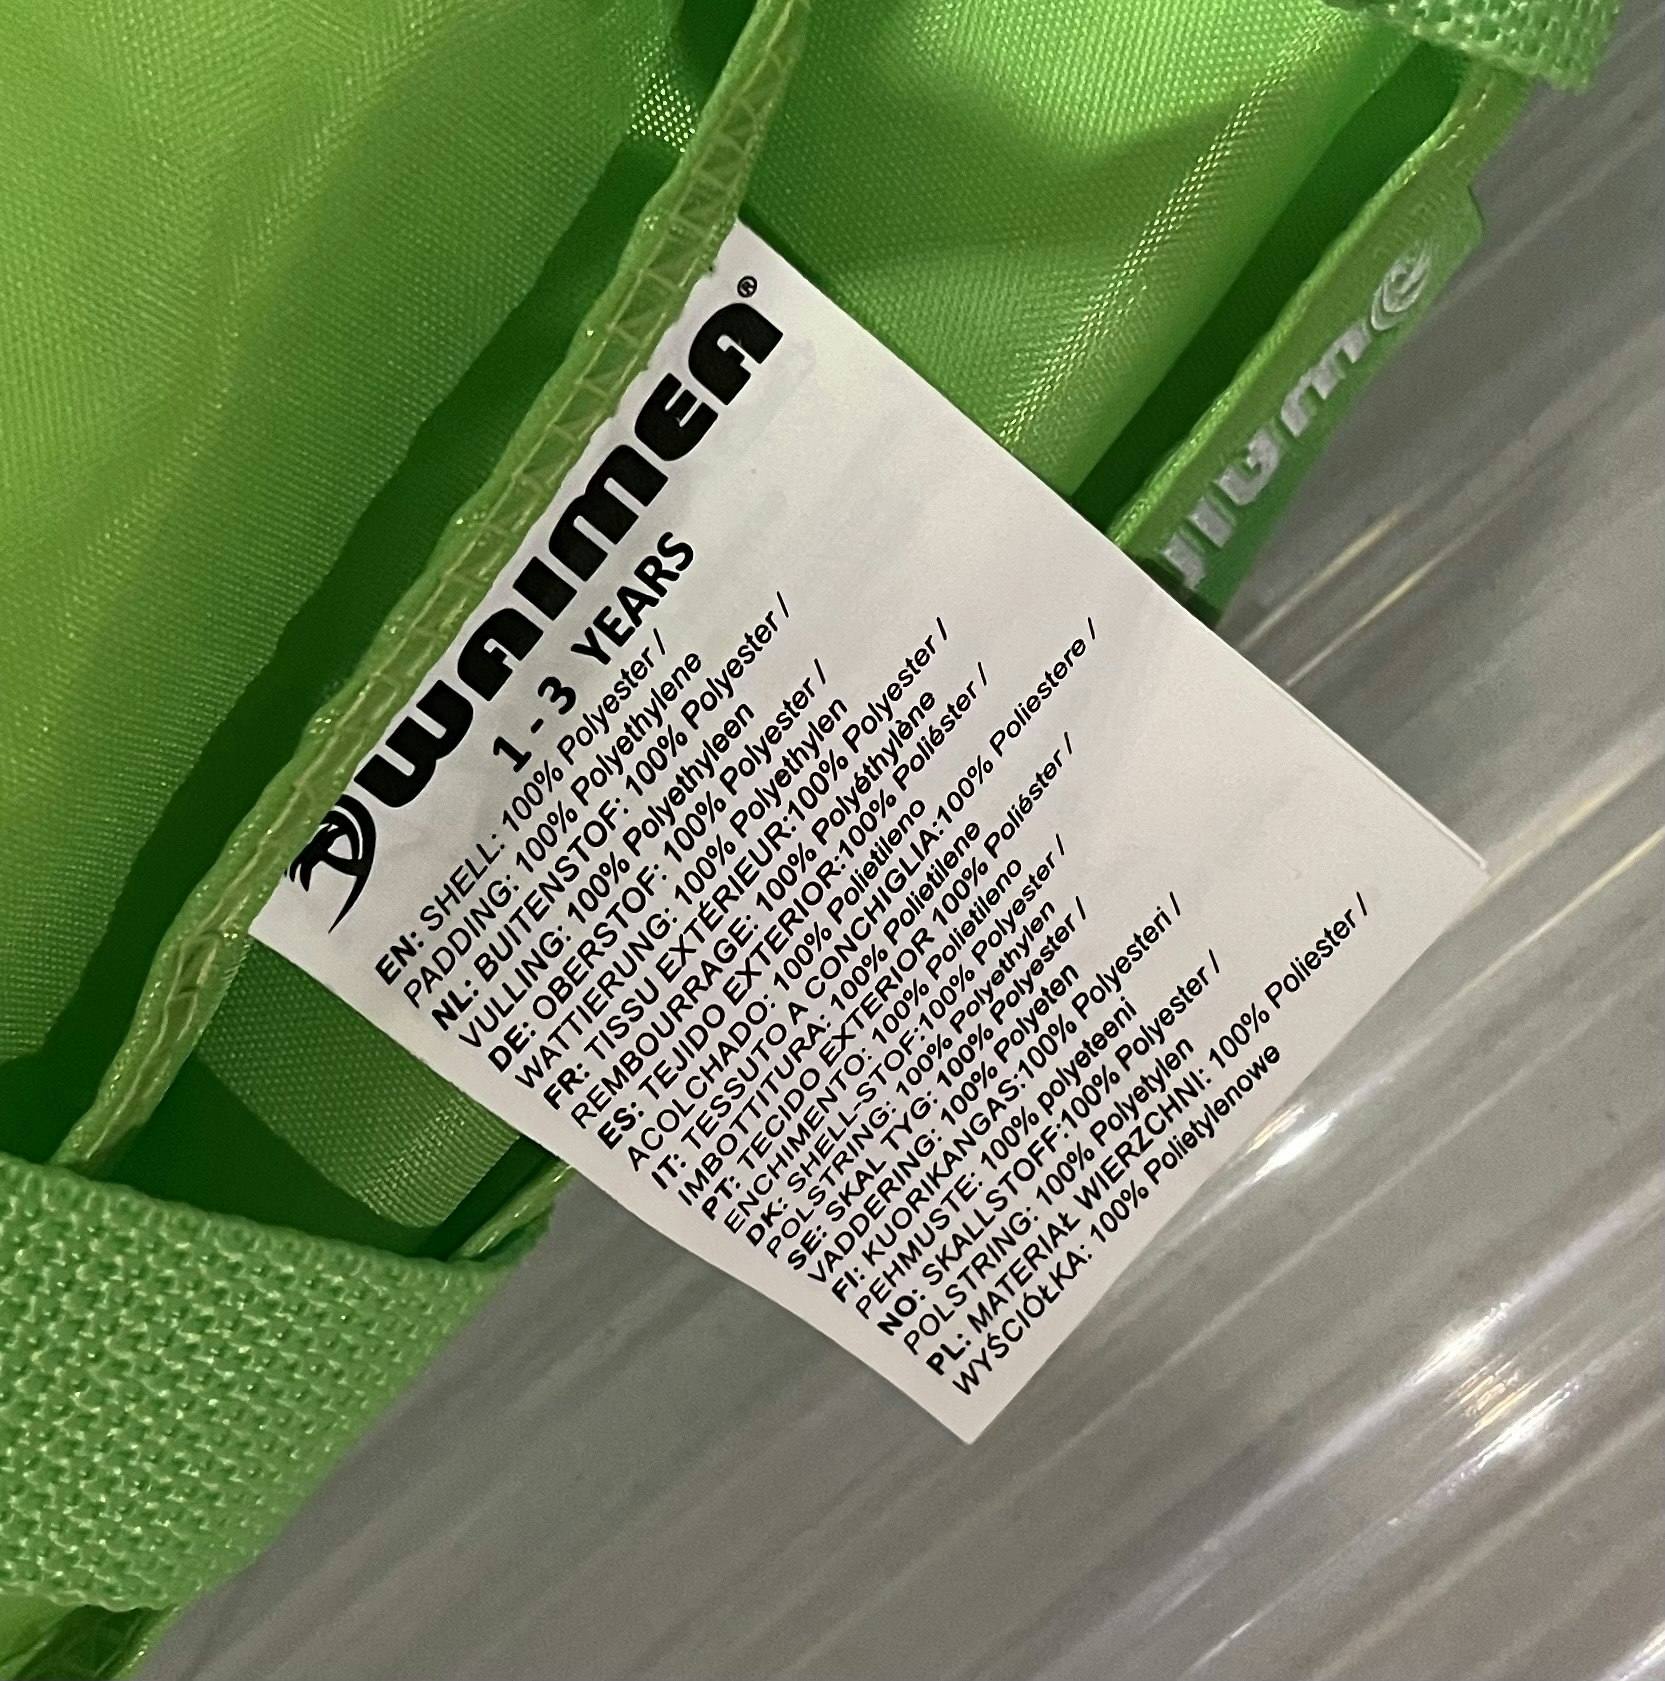 WAIMEA®
1 - 3 YEARS
EN: SHELL: 100% Polyester /
PADDING: 100% Polyethylene
NL: BUITENSTOF: 100% Polyester /
VULLING: 100% Polyethyleen
DE: OBERSTOF: 100% Polyester /
WATTIERUNG: 100% Polyethylen
FR: TISSU EXTÉRIEUR:100% Polyester /
REMBOURRAGE: 100% Polyéthylène
ES: TEJIDO EXTERIOR:100% Poliéster /
ACOLCHADO: 100% Polietileno
IT: TESSUTO A CONCHIGLIA:100% Poliestere /
IMBOTTITURA: 100% Polietilene
PT: TECIDO EXTERIOR 100% Poliéster /
ENCHIMENTO: 100% Polietileno
DK: SHELL-STOF:100% Polyester /
POLSTRING: 100% Polyethylen
SE: SKAL TYG: 100% Polyester /
VADDERING: 100% Polyeten
FI: KUORIKANGAS:100% Polyesteri /
PEHMUSTE: 100% polyeteeni
NO: SKALLSTOFF:100% Polyester /
POLSTRING: 100% Polyetylen
PL: MATERIAŁ WIERZCHNI: 100% Poliester /
WYŚCIÓŁKA: 100% Polietylenowe